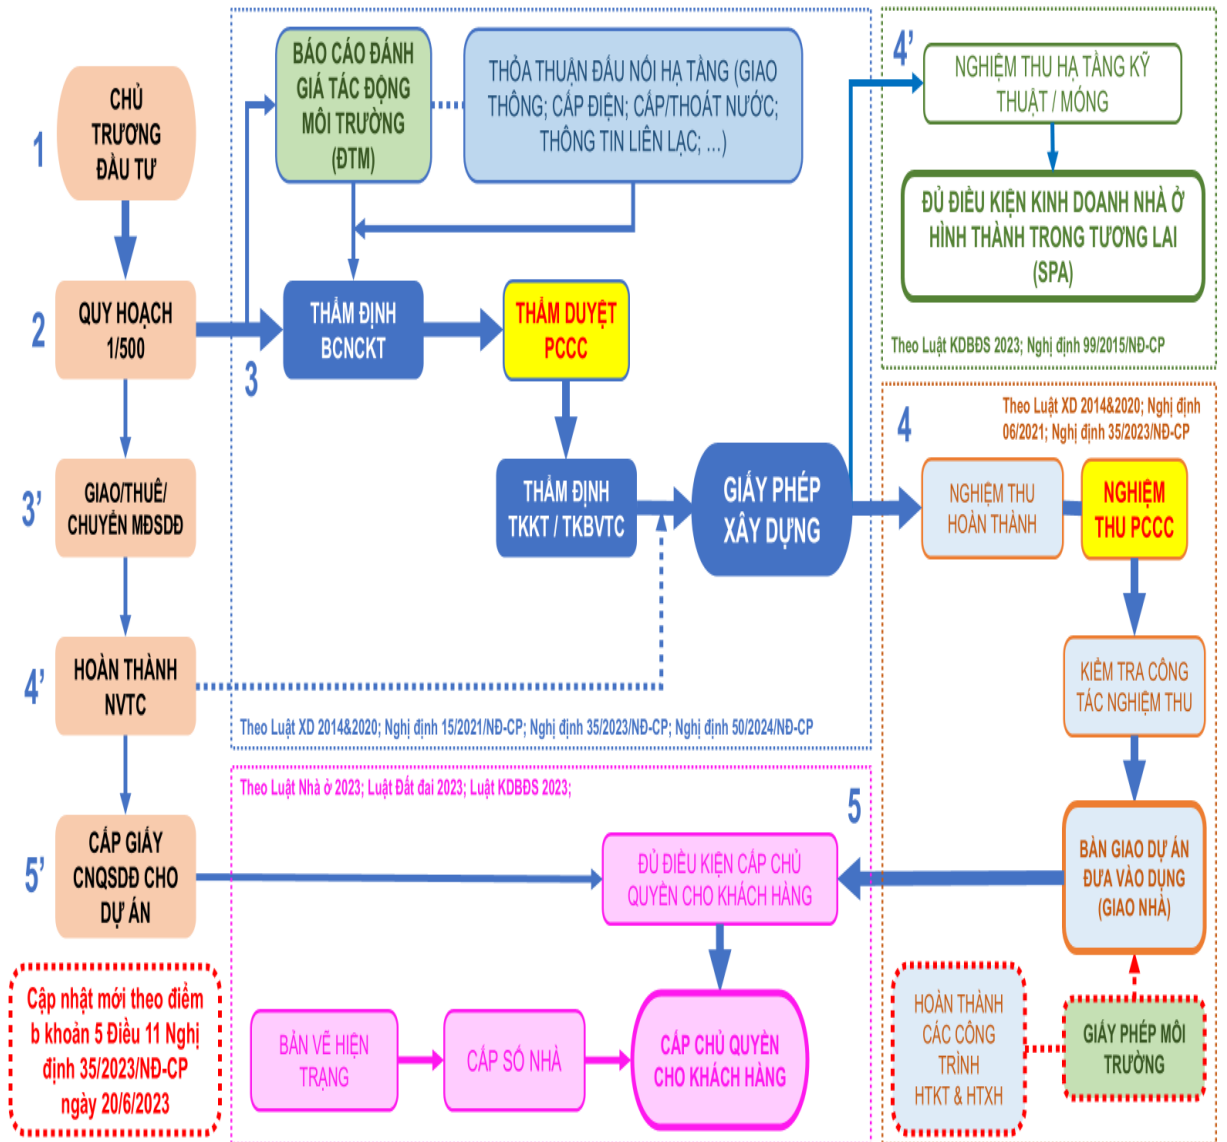 1
CHỦ
TRƯƠNG
ĐẦU TƯ
2
QUY HOẠCH
1/500
3’
GIAO/THUÊ/
CHUYỂN MĐSDĐ
4’
HOÀN THÀNH
NVTC
5’
CẤP GIẤY
CNQSDĐ CHO
DỰ ÁN
Cập nhật mới theo điểm
b khoản 5 Điều 11 Nghị
định 35/2023/NĐ-CP
ngày 20/6/2023
BÁO CÁO ĐÁNH
GIÁ TÁC ĐỘNG
MÔI TRƯỜNG
(ĐTM)
THỎA THUẬN ĐẤU NỐI HẠ TẦNG (GIAO
THÔNG; CẤP ĐIỆN; CẤP/THOÁT NƯỚC;
THÔNG TIN LIÊN LẠC; …)
3
THẨM ĐỊNH
BCNCKT
THẨM DUYỆT
PCCC
THẨM ĐỊNH
TKKT / TKBVTC
GIẤY PHÉP
XÂY DỰNG
Theo Luật XD 2014&2020; Nghị định 15/2021/NĐ-CP; Nghị định 35/2023/NĐ-CP; Nghị định 50/2024/NĐ-CP
4’
NGHIỆM THU HẠ TẦNG KỸ
THUẬT / MÓNG
ĐỦ ĐIỀU KIỆN KINH DOANH NHÀ Ở
HÌNH THÀNH TRONG TƯƠNG LAI
(SPA)
Theo Luật KDBĐS 2023; Nghị định 99/2015/NĐ-CP
4
Theo Luật XD 2014&2020; Nghị định
06/2021; Nghị định 35/2023/NĐ-CP
NGHIỆM THU
HOÀN THÀNH
NGHIỆM
THU PCCC
KIỂM TRA CÔNG
TÁC NGHIỆM THU
BÀN GIAO DỰ ÁN
ĐƯA VÀO DỤNG
(GIAO NHÀ)
HOÀN THÀNH
CÁC CÔNG
TRÌNH
HTKT & HTXH
GIẤY PHÉP MÔI
TRƯỜNG
Theo Luật Nhà ở 2023; Luật Đất đai 2023; Luật KDBĐS 2023;
5
ĐỦ ĐIỀU KIỆN CẤP CHỦ
QUYỀN CHO KHÁCH HÀNG
BẢN VẼ HIỆN
TRẠNG
CẤP SỐ NHÀ
CẤP CHỦ QUYỀN
CHO KHÁCH HÀNG